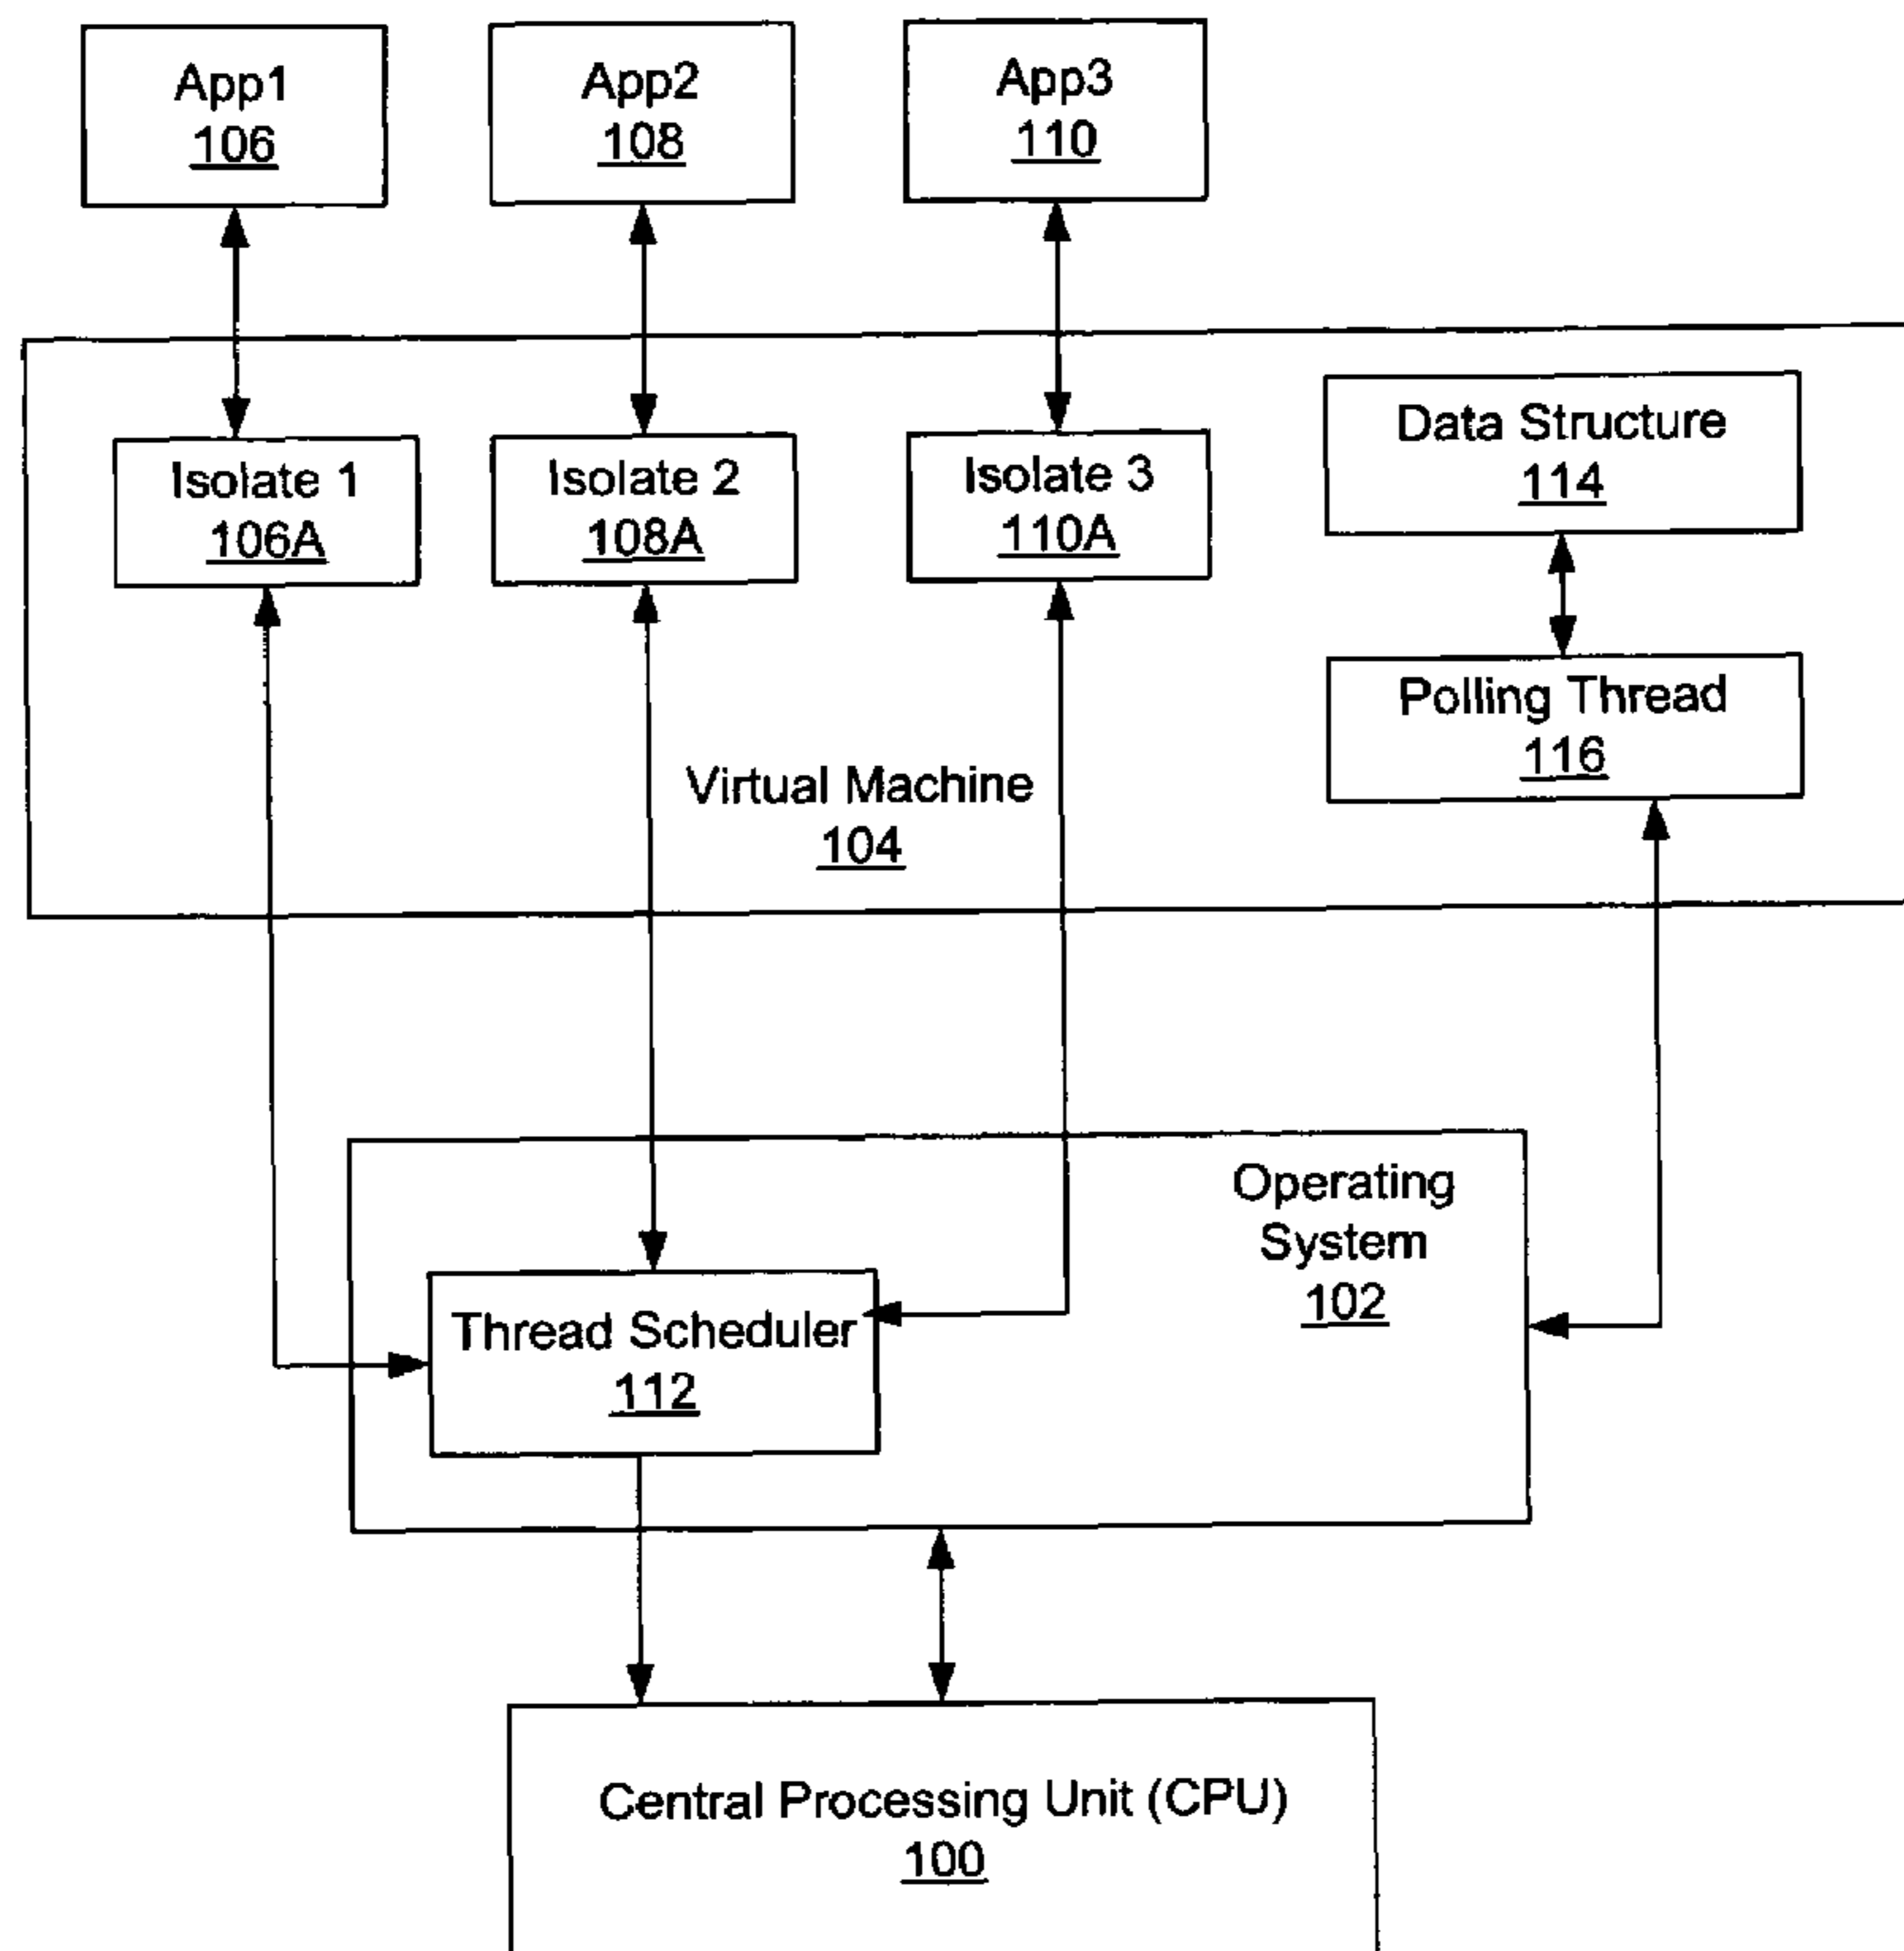 App1
106
App2
108
App3
110
Isolate 1
106A
Isolate 2
108A
Isolate 3
110A
Data Structure
114
Polling Thread
116
Virtual Machine
104
Operating
System
102
Thread Scheduler
112
Central Processing Unit (CPU)
100